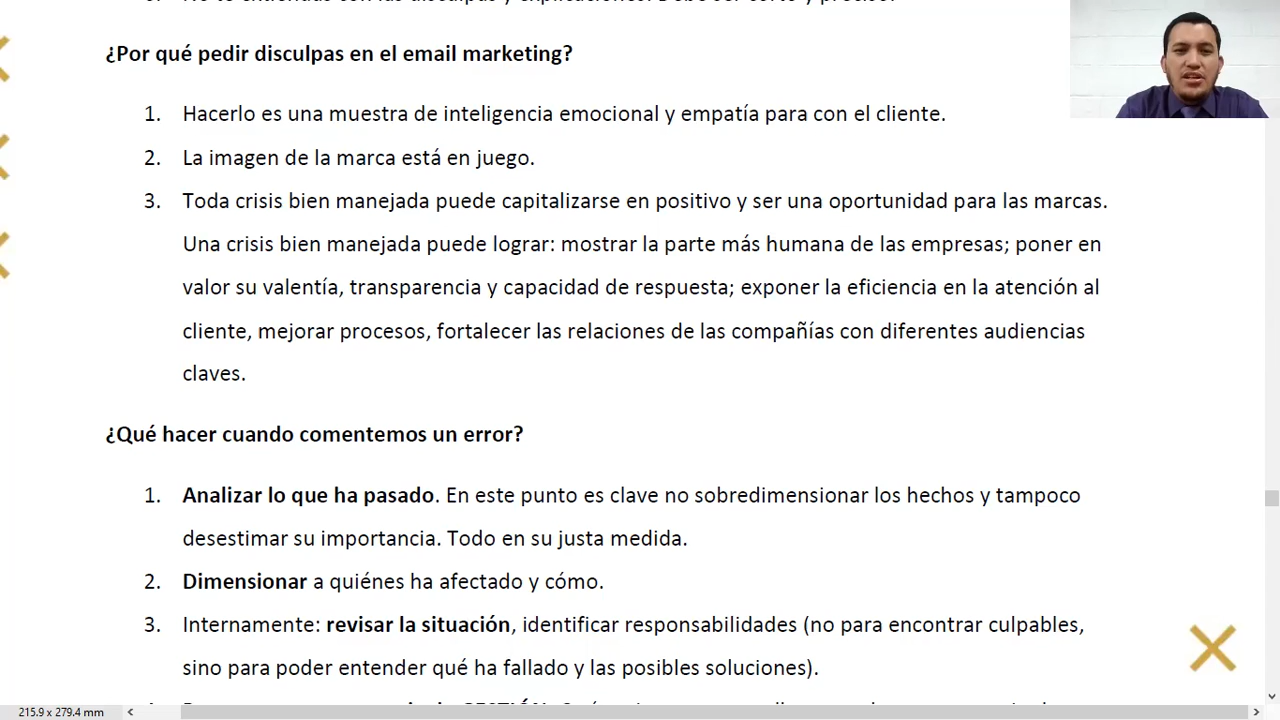 ¿Por qué pedir disculpas en el email marketing?
1. Hacerlo es una muestra de inteligencia emocional y empatía para con el cliente.
2. La imagen de la marca está en juego.
3. Toda crisis bien manejada puede capitalizarse en positivo y ser una oportunidad para las marcas.
Una crisis bien manejada puede lograr: mostrar la parte más humana de las empresas; poner en
valor su valentía, transparencia y capacidad de respuesta; exponer la eficiencia en la atención al
cliente, mejorar procesos, fortalecer las relaciones de las compañías con diferentes audiencias
claves.
¿Qué hacer cuando comentemos un error?
1. Analizar lo que ha pasado. En este punto es clave no sobredimensionar los hechos y tampoco
desestimar su importancia. Todo en su justa medida.
2. Dimensionar a quiénes ha afectado y cómo.
3. Internamente: revisar la situación, identificar responsabilidades (no para encontrar culpables,
sino para poder entender qué ha fallado y las posibles soluciones).
215.9 x 279.4 mm